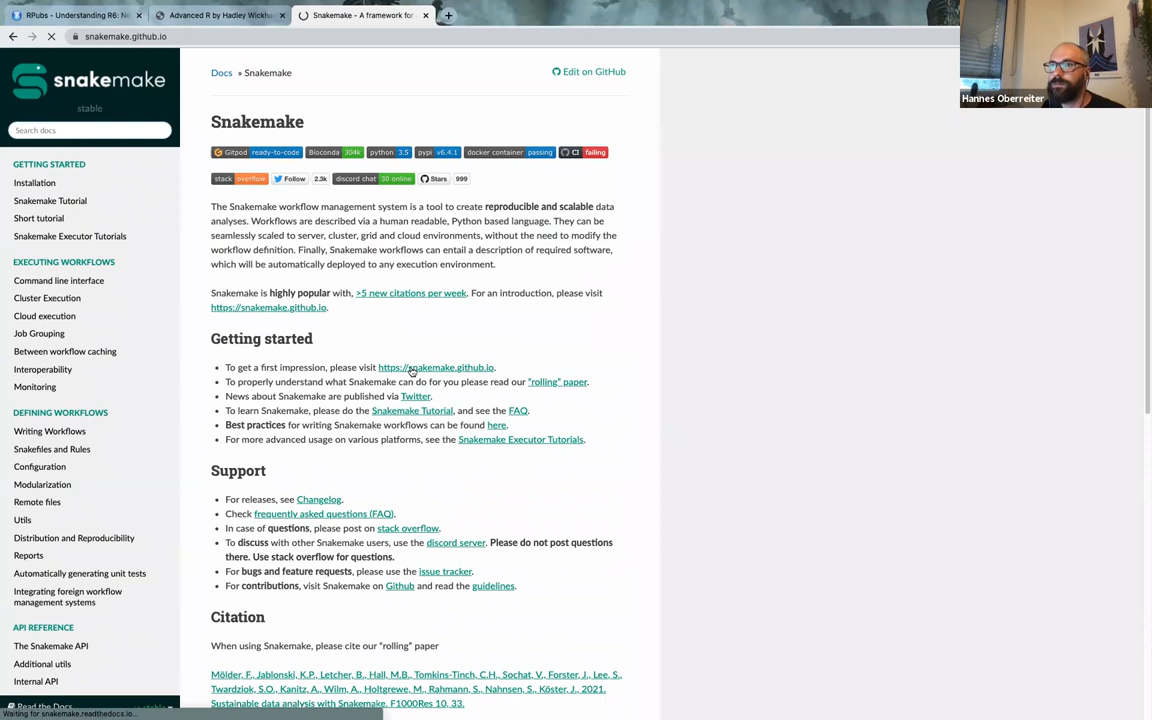 RPubs - Understanding R6: Ne
Advanced R by Hadley Wickha
Snakemake - A framework for
snakemake.github.io
Hannes Oberreiter
snakemake
stable
Search docs
GETTING STARTED
Installation
Snakemake Tutorial
Short tutorial
Snakemake Executor Tutorials
EXECUTING WORKFLOWS
Command line interface
Cluster Execution
Cloud execution
Job Grouping
Between workflow caching
Interoperability
Monitoring
DEFINING WORKFLOWS
Writing Workflows
Snakefiles and Rules
Configuration
Modularization
Remote files
Utils
Distribution and Reproducibility
Reports
Automatically generating unit tests
Integrating foreign workflow
management systems
API REFERENCE
The Snakemake API
Additional utils
Internal API
Read the Docs
Waiting for snakemake.readthedocs.io...
Docs » Snakemake
Edit on GitHub
Snakemake
Gitpod ready-to-code Bioconda 304k python 3.5 pypi v6.4.1 docker container passing CI failing
stack overflow Follow 2.3k discord chat 30 online Stars 999
The Snakemake workflow management system is a tool to create reproducible and scalable data
analyses. Workflows are described via a human readable, Python based language. They can be
seamlessly scaled to server, cluster, grid and cloud environments, without the need to modify the
workflow definition. Finally, Snakemake workflows can entail a description of required software,
which will be automatically deployed to any execution environment.
Snakemake is highly popular with, >5 new citations per week. For an introduction, please visit
https://snakemake.github.io.
Getting started
To get a first impression, please visit https://snakemake.github.io.
To properly understand what Snakemake can do for you please read our "rolling" paper.
News about Snakemake are published via Twitter.
To learn Snakemake, please do the Snakemake Tutorial, and see the FAQ.
Best practices for writing Snakemake workflows can be found here.
For more advanced usage on various platforms, see the Snakemake Executor Tutorials.
Support
For releases, see Changelog.
Check frequently asked questions (FAQ).
In case of questions, please post on stack overflow.
To discuss with other Snakemake users, use the discord server. Please do not post questions
there. Use stack overflow for questions.
For bugs and feature requests, please use the issue tracker.
For contributions, visit Snakemake on Github and read the guidelines.
Citation
When using Snakemake, please cite our "rolling" paper
Mölder, F., Jablonski, K.P., Letcher, B., Hall, M.B., Tomkins-Tinch, C.H., Sochat, V., Forster, J., Lee, S.,
Twardziok, S.O., Kanitz, A., Wilm, A., Holtgrewe, M., Rahmann, S., Nahnsen, S., Köster, J., 2021.
Sustainable data analysis with Snakemake. F1000Res 10, 33.